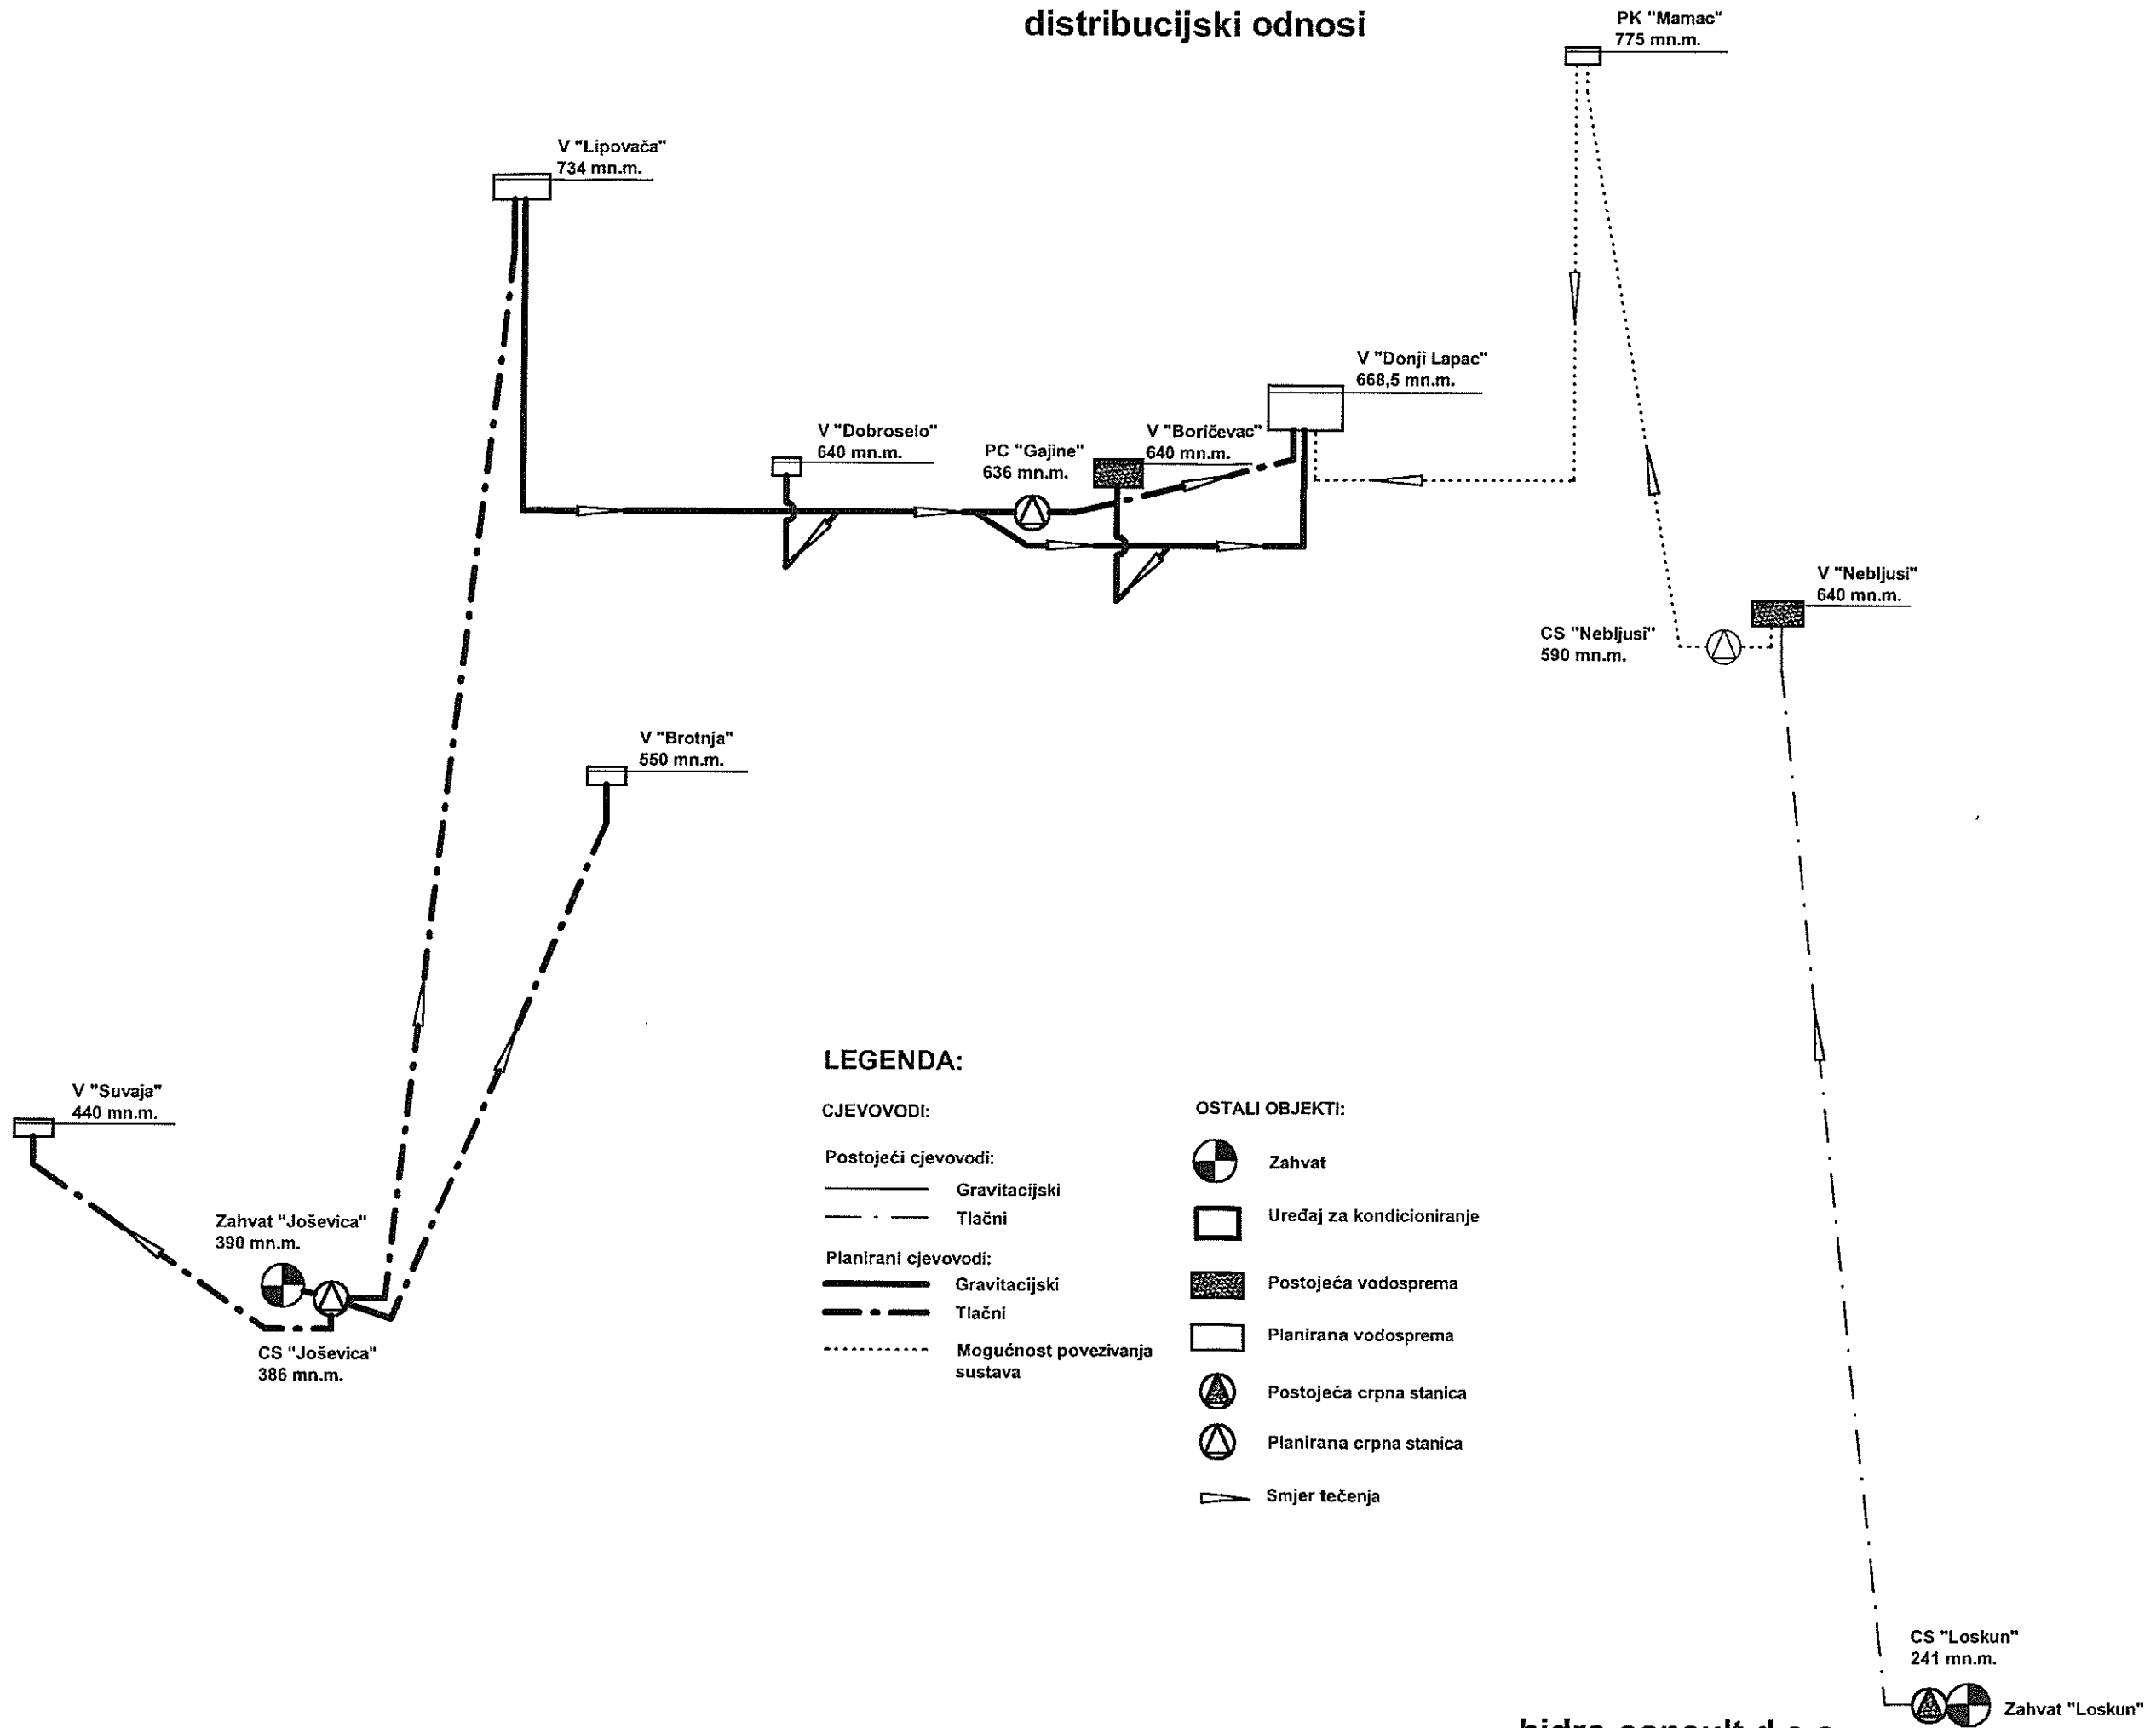 distribucijski odnosi
PK "Mamac"
775 mn.m.
V "Lipovača"
734 mn.m.
V "Donji Lapac"
668,5 mn.m.
V "Dobroselo"
640 mn.m.
PC "Gajine"
636 mn.m.
V "Boričevac"
640 mn.m.
V "Nebljusi"
640 mn.m.
CS "Nebljusi"
590 mn.m.
V "Brotnja"
550 mn.m.
V "Suvaja"
440 mn.m.
Zahvat "Joševica"
390 mn.m.
CS "Joševica"
386 mn.m.
LEGENDA:
CJEVOVODI:
Postojeći cjevovodi:
Gravitacijski
Tlačni
Planirani cjevovodi:
Gravitacijski
Tlačni
Mogućnost povezivanja
sustava
OSTALI OBJEKTI:
Zahvat
Uređaj za kondicioniranje
Postojeća vodosprema
Planirana vodosprema
Postojeća crpna stanica
Planirana crpna stanica
Smjer tečenja
CS "Loskun"
241 mn.m.
Zahvat "Loskun"